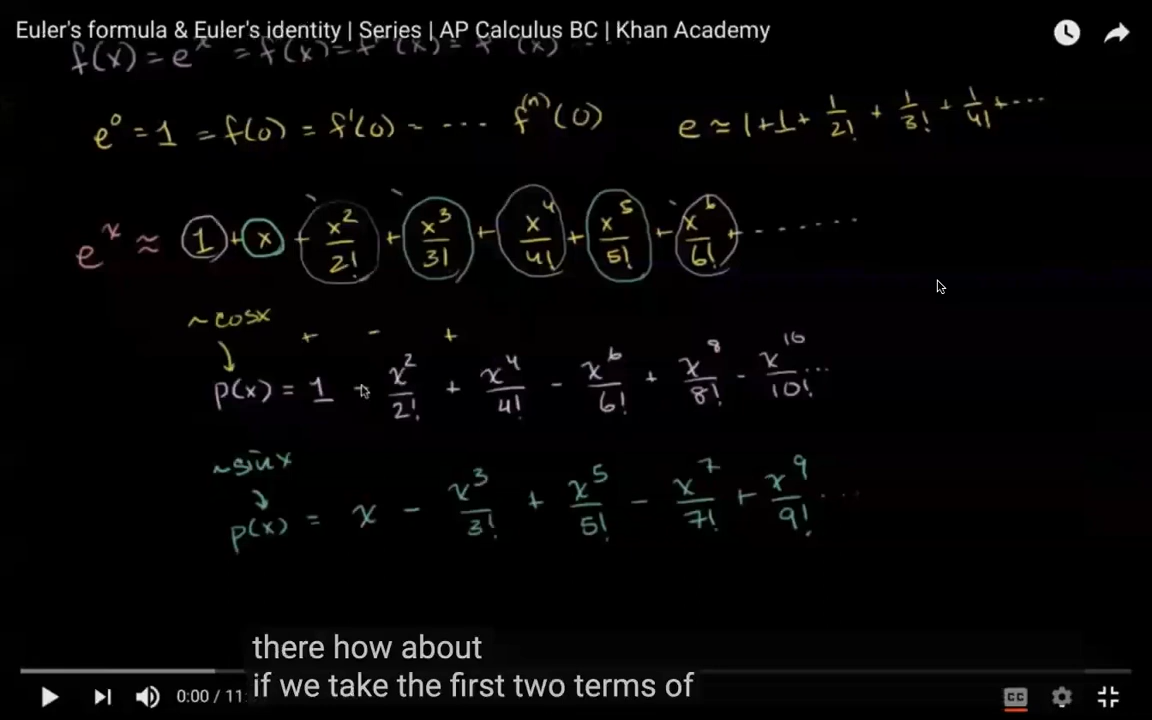 Euler's formula & Euler's identity | Series | AP Calculus BC | Khan Academy
f(x) = e^x = f'(x) = f''(x) = f'''(x) ...
e^0 = 1 = f(0) = f'(0) = .... f^(n)(0) e ≈ 1 + 1 + 1/2! + 1/3! + 1/4! + ...
e^x ≈ 1 + x + x^2/2! + x^3/3! + x^4/4! + x^5/5! + x^6/6! + .......
~cosx + - +
p(x) = 1 - x^2/2! + x^4/4! - x^6/6! + x^8/8! - x^10/10! ...
~sinx
p(x) = x - x^3/3! + x^5/5! - x^7/7! + x^9/9! ...
there how about
if we take the first two terms of
0:00 / 11:
CC